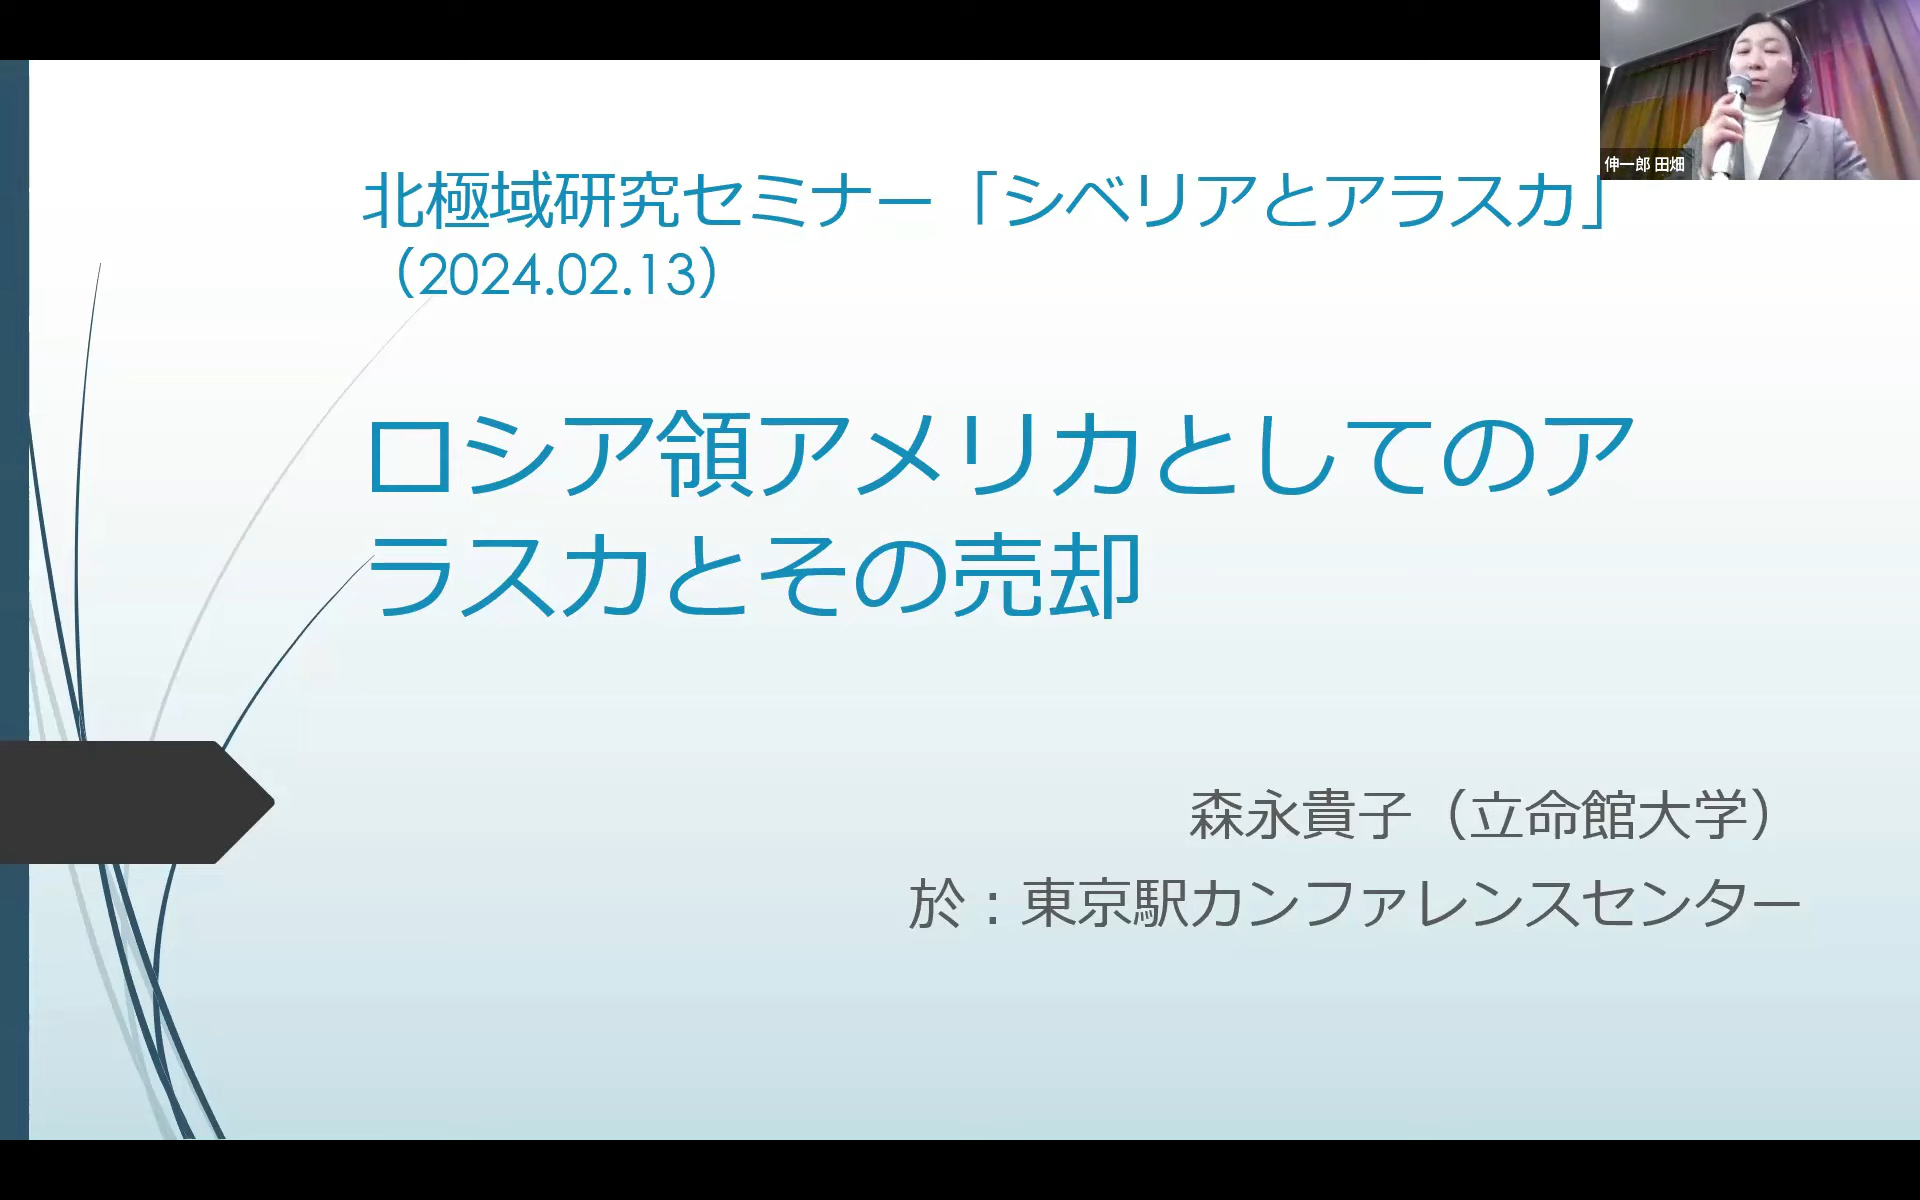 北極域研究セミナー「シベリアとアラスカ」
（2024.02.13）
ロシア領アメリカとしてのア
ラスカとその売却
森永貴子（立命館大学）
於：東京駅カンファレンスセンター
伸一郎 田畑